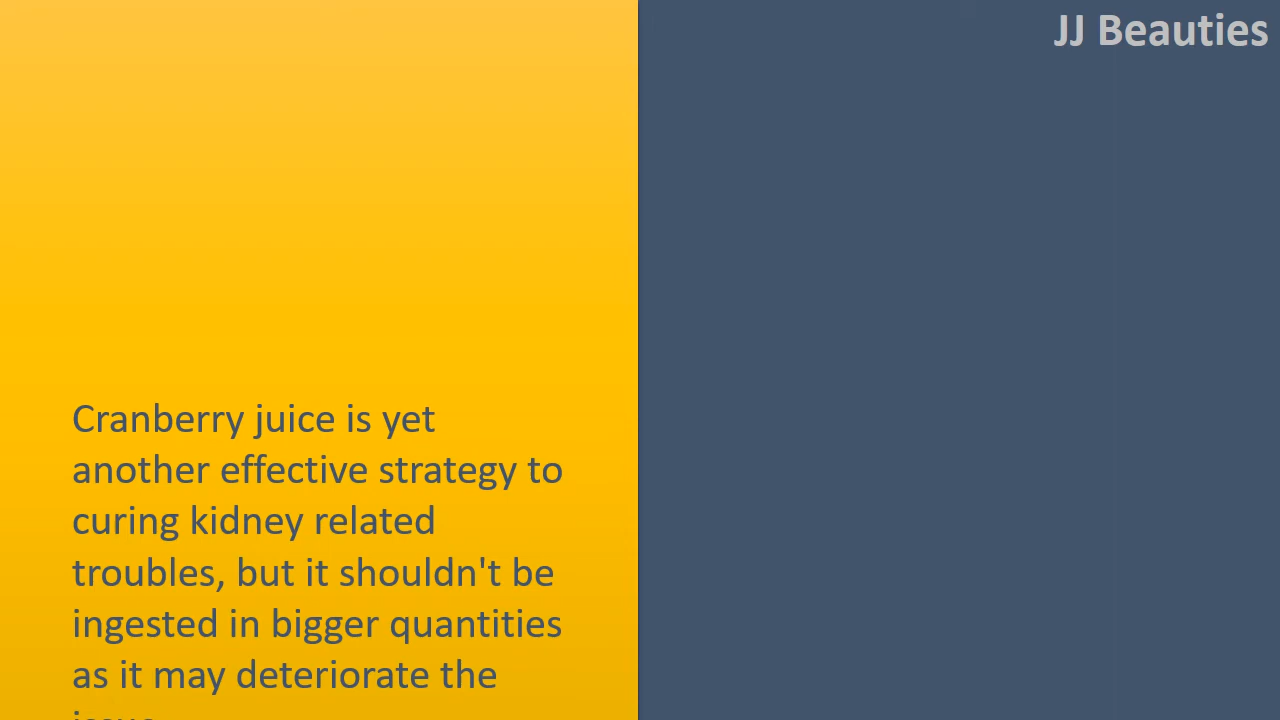 JJ Beauties
Cranberry juice is yet
another effective strategy to
curing kidney related
troubles, but it shouldn't be
ingested in bigger quantities
as it may deteriorate the